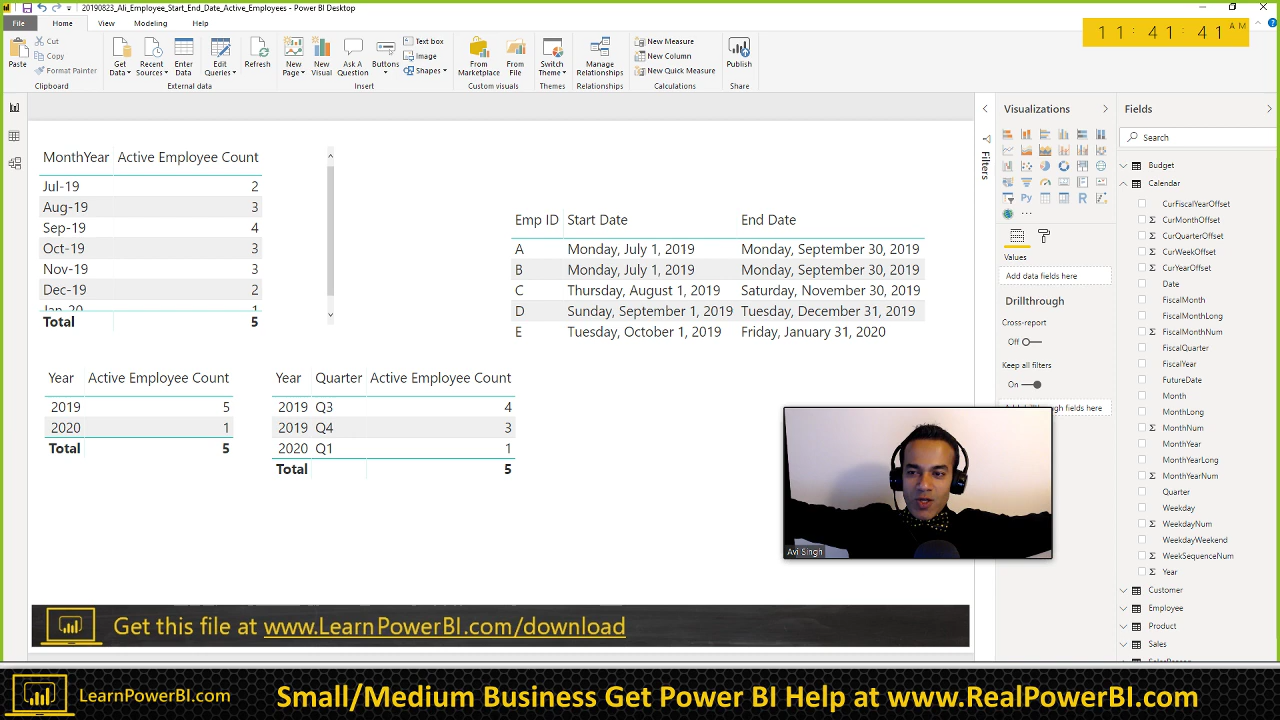 20190823_Ali_Employee_Start_End_Date_Active_Employees - Power BI Desktop
File Home View Modeling Help
11:41:41 AM
Paste
Cut
Copy
Format Painter
Get Data
Recent Sources
Enter Data
Edit Queries
Refresh
New Page
New Visual
Ask A Question
Buttons
Text box
Image
Shapes
From Marketplace
From File
Switch Theme
Manage Relationships
New Measure
New Column
New Quick Measure
Publish
Clipboard External data Insert Custom visuals Themes Relationships Calculations Share
MonthYear Active Employee Count
Jul-19 2
Aug-19 3
Sep-19 4
Oct-19 3
Nov-19 3
Dec-19 2
Jan-20 1
Total 5
Emp ID Start Date End Date
A Monday, July 1, 2019 Monday, September 30, 2019
B Monday, July 1, 2019 Monday, September 30, 2019
C Thursday, August 1, 2019 Saturday, November 30, 2019
D Sunday, September 1, 2019 Tuesday, December 31, 2019
E Tuesday, October 1, 2019 Friday, January 31, 2020
Year Active Employee Count
2019 5
2020 1
Total 5
Year Quarter Active Employee Count
2019 Q3 4
2019 Q4 3
2020 Q1 1
Total 5
Avi Singh
Get this file at www.LearnPowerBI.com/download
Filters
Visualizations
Py
R
Values
Add data fields here
Drillthrough
Cross-report
Off
Keep all filters
On
fields here
Fields
Search
Budget
Calendar
CurFiscalYearOffset
CurMonthOffset
CurQuarterOffset
CurWeekOffset
CurYearOffset
Date
FiscalMonth
FiscalMonthLong
FiscalMonthNum
FiscalQuarter
FiscalYear
FutureDate
Month
MonthLong
MonthNum
MonthYear
MonthYearLong
MonthYearNum
Quarter
Weekday
WeekdayNum
WeekdayWeekend
WeekSequenceNum
Year
Customer
Employee
Product
Sales
LearnPowerBI.com
Small/Medium Business Get Power BI Help at www.RealPowerBI.com